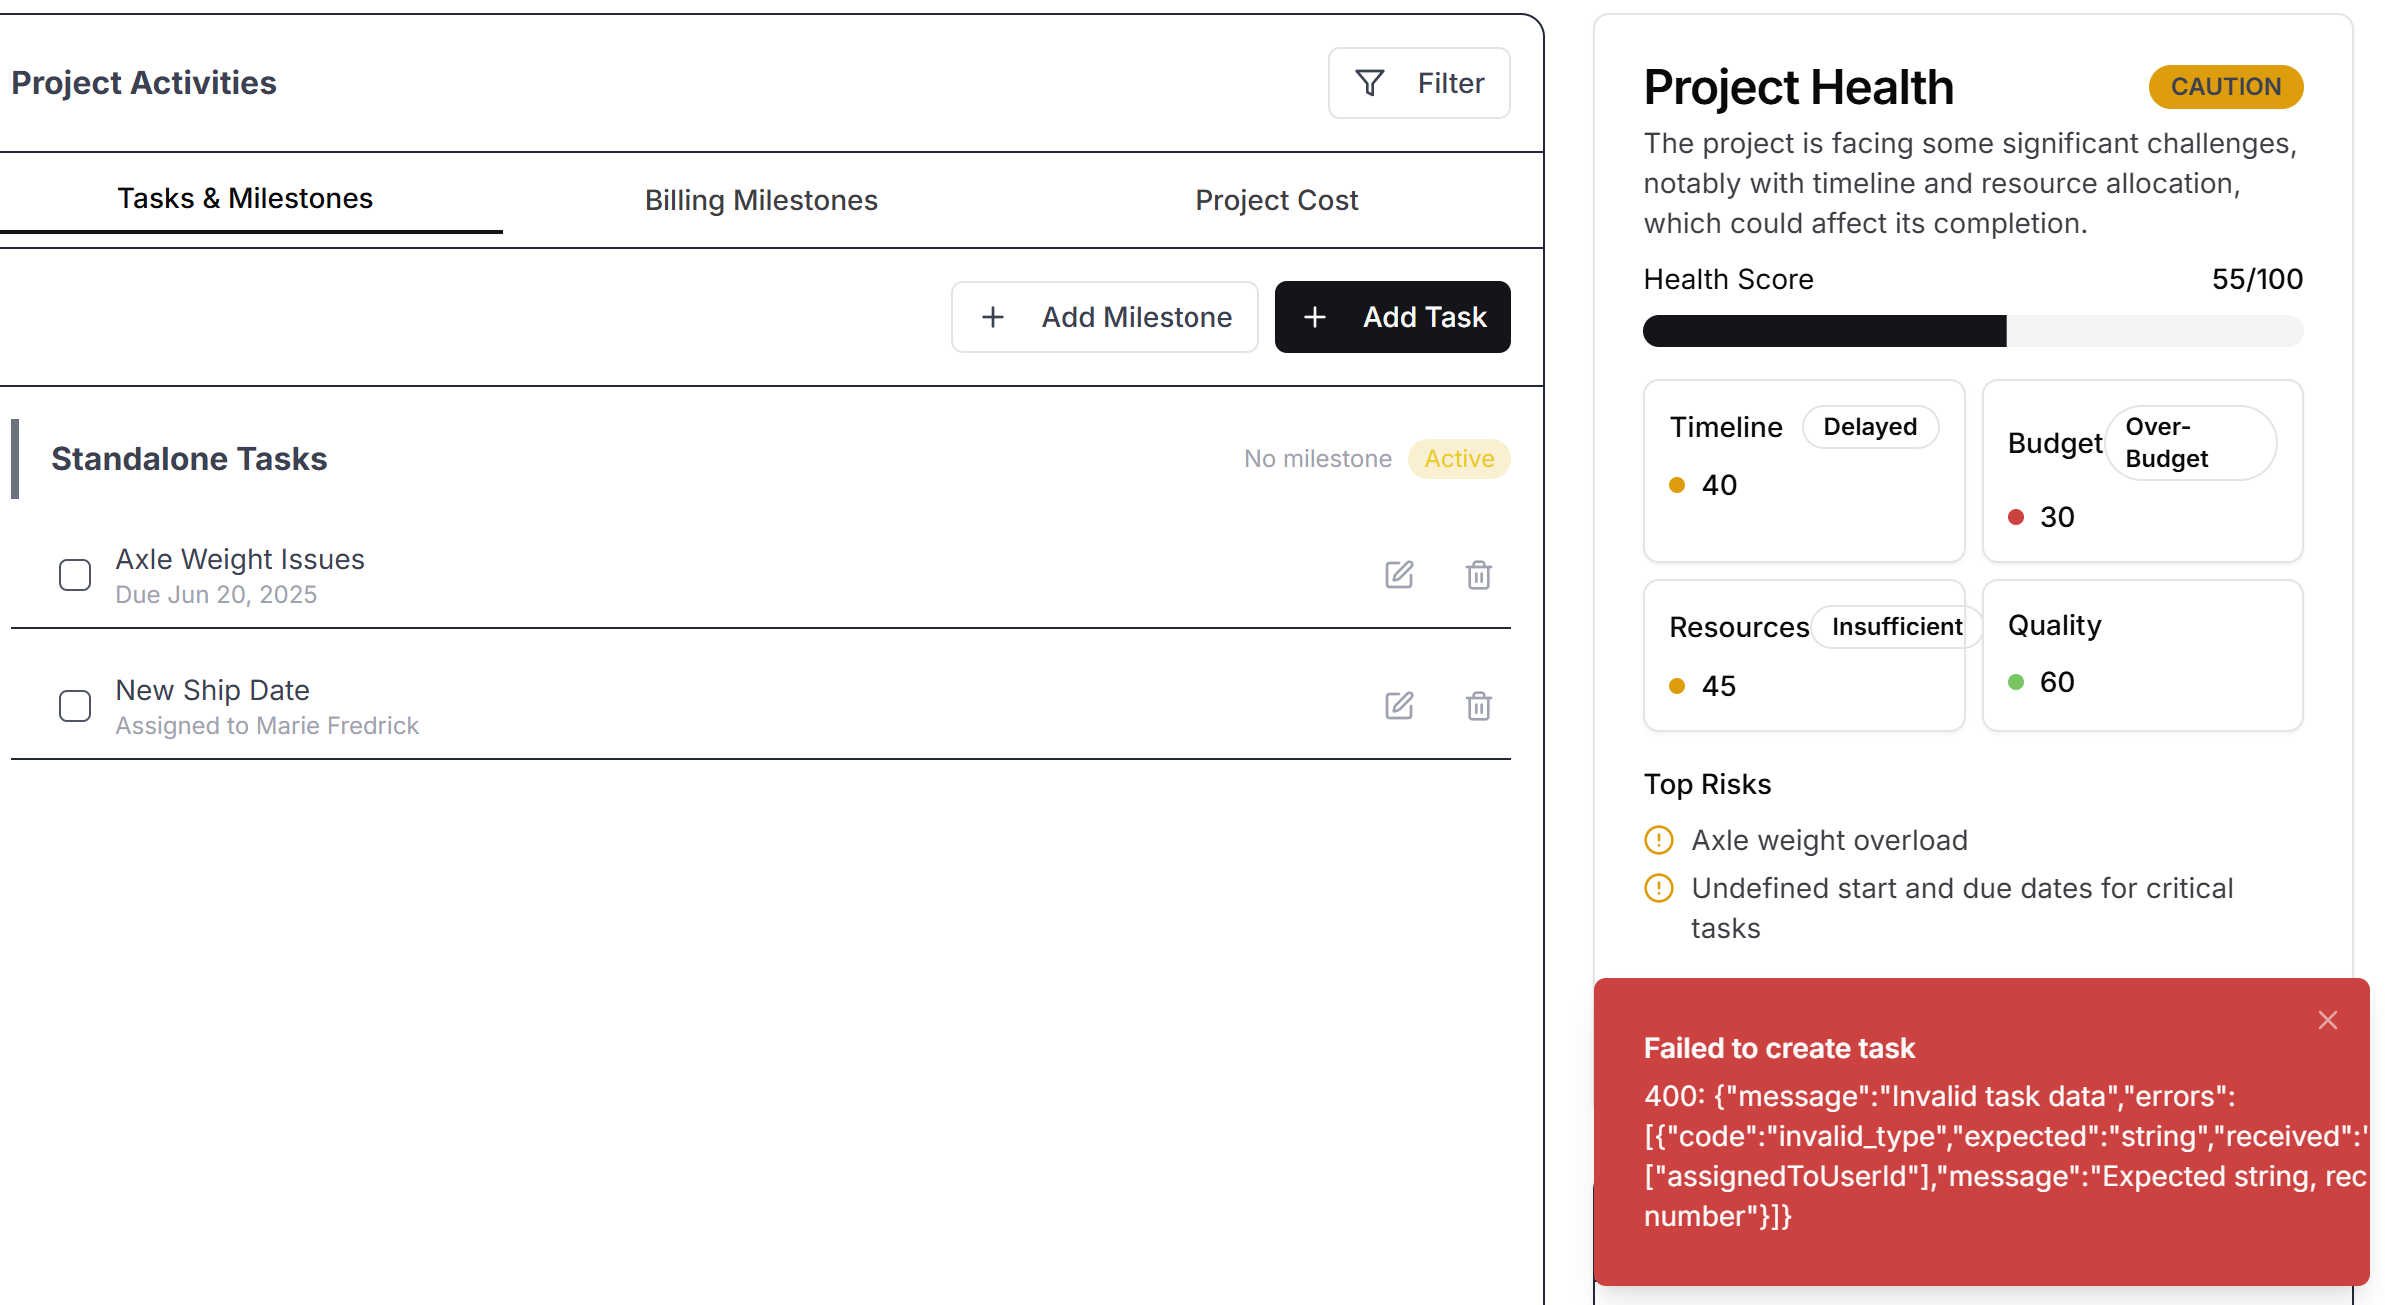 Project Activities
Filter
Tasks & Milestones
Billing Milestones
Project Cost
Add Milestone
Add Task
Standalone Tasks
No milestone
Active
Axle Weight Issues
Due Jun 20, 2025
New Ship Date
Assigned to Marie Fredrick
Project Health
CAUTION
The project is facing some significant challenges,
notably with timeline and resource allocation,
which could affect its completion.
Health Score
55/100
Timeline
Delayed
40
Budget
Over-
Budget
30
Resources
Insufficient
45
Quality
60
Top Risks
Axle weight overload
Undefined start and due dates for critical
tasks
Failed to create task
400: {"message":"Invalid task data","errors":
[{"code":"invalid_type","expected":"string","received":'
["assignedToUserId"],"message":"Expected string, rec
number"}]}